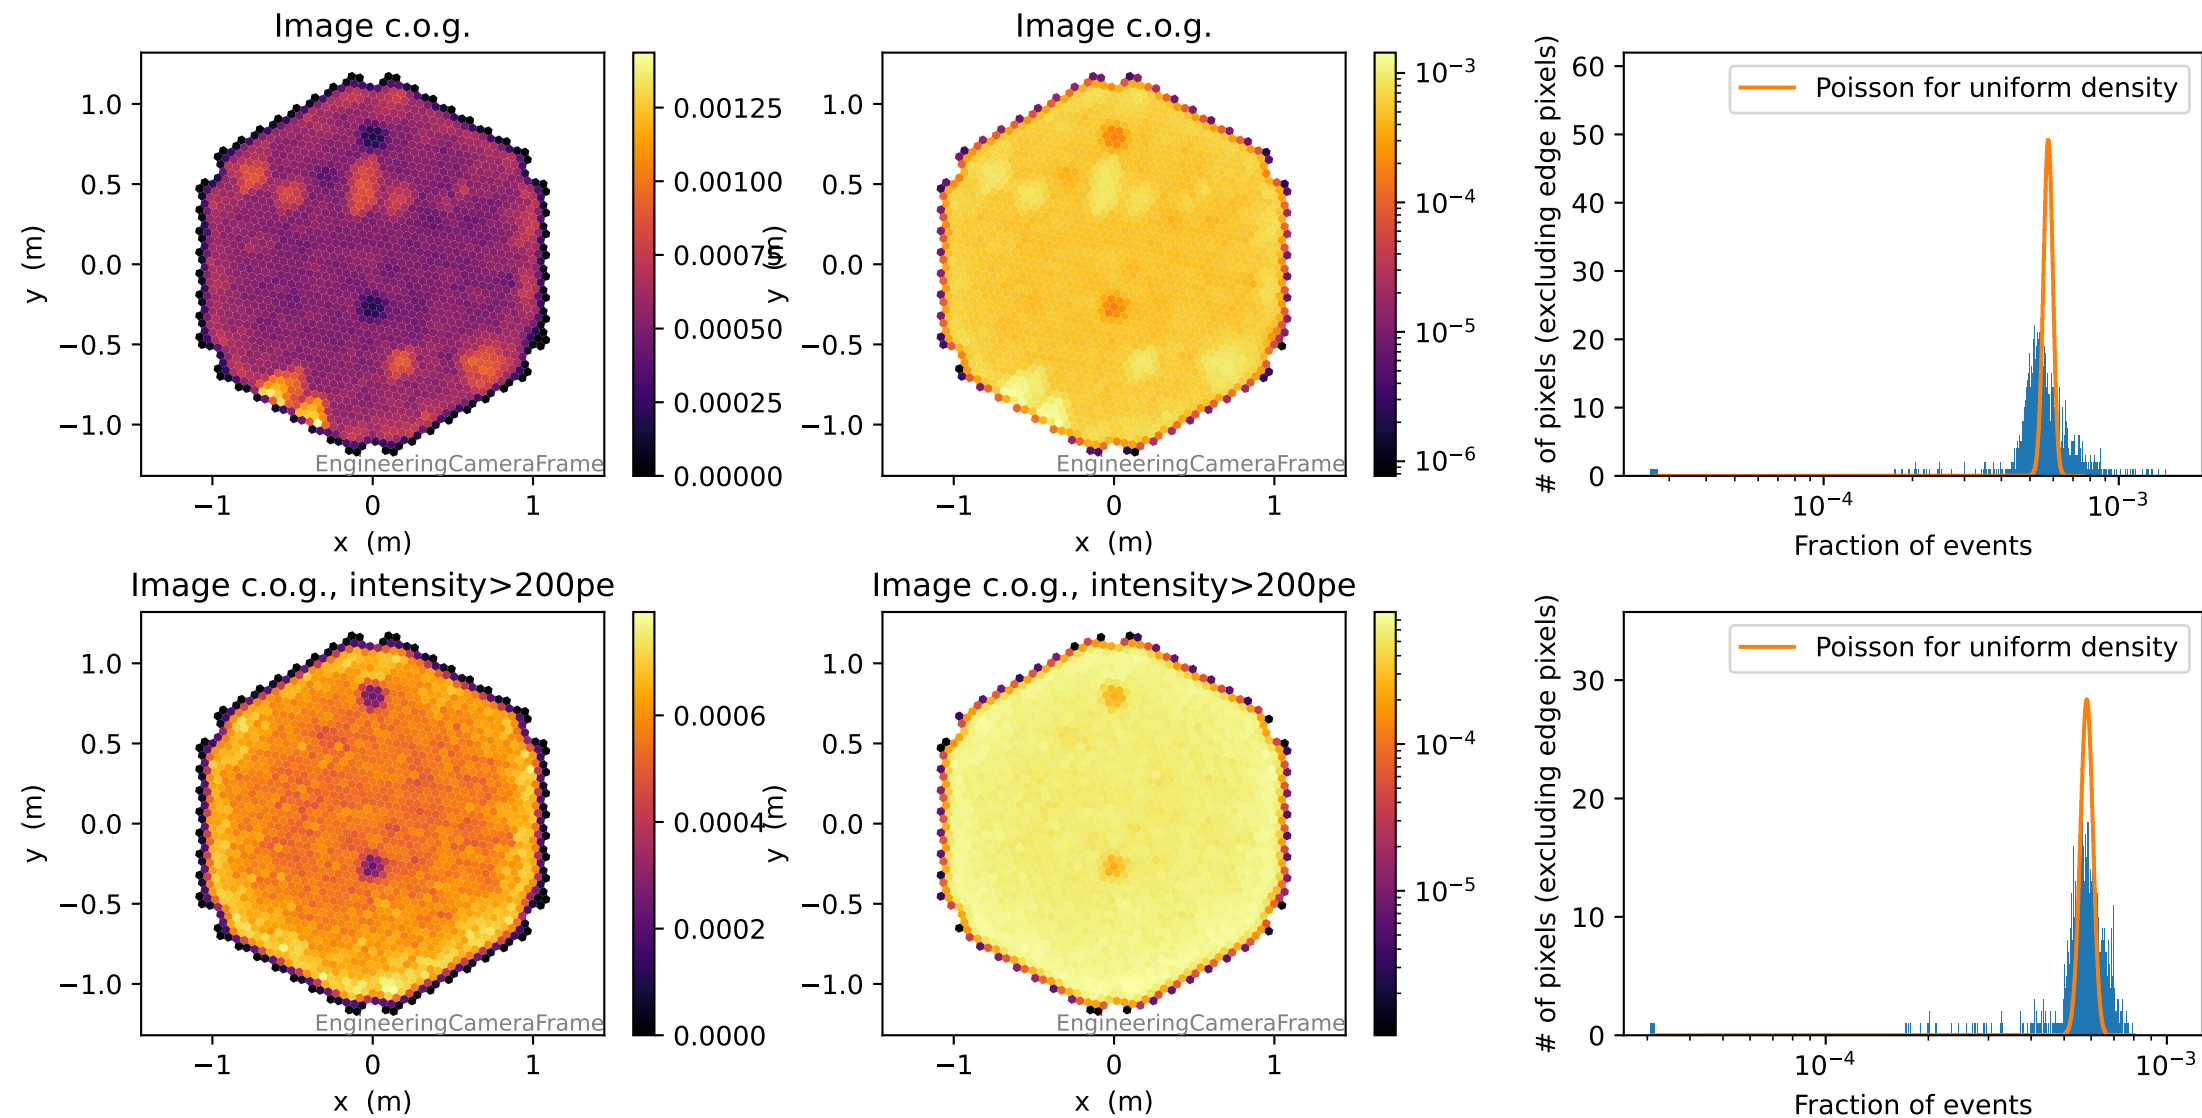 Image c.o.g.
y (m)
1.0
0.5
0.0
−0.5
−1.0
−1
0
1
x (m)
EngineeringCameraFrame
0.00125
0.00100
0.00075
0.00050
0.00025
0.00000
Image c.o.g.
y (m)
1.0
0.5
0.0
−0.5
−1.0
−1
0
1
x (m)
EngineeringCameraFrame
10⁻³
10⁻⁴
10⁻⁵
10⁻⁶
# of pixels (excluding edge pixels)
60
50
40
30
20
10
0
Poisson for uniform density
10⁻⁴
10⁻³
Fraction of events
Image c.o.g., intensity>200pe
y (m)
1.0
0.5
0.0
−0.5
−1.0
−1
0
1
x (m)
EngineeringCameraFrame
0.0006
0.0004
0.0002
0.0000
Image c.o.g., intensity>200pe
y (m)
1.0
0.5
0.0
−0.5
−1.0
−1
0
1
x (m)
EngineeringCameraFrame
10⁻⁴
10⁻⁵
# of pixels (excluding edge pixels)
30
20
10
0
Poisson for uniform density
10⁻⁴
10⁻³
Fraction of events